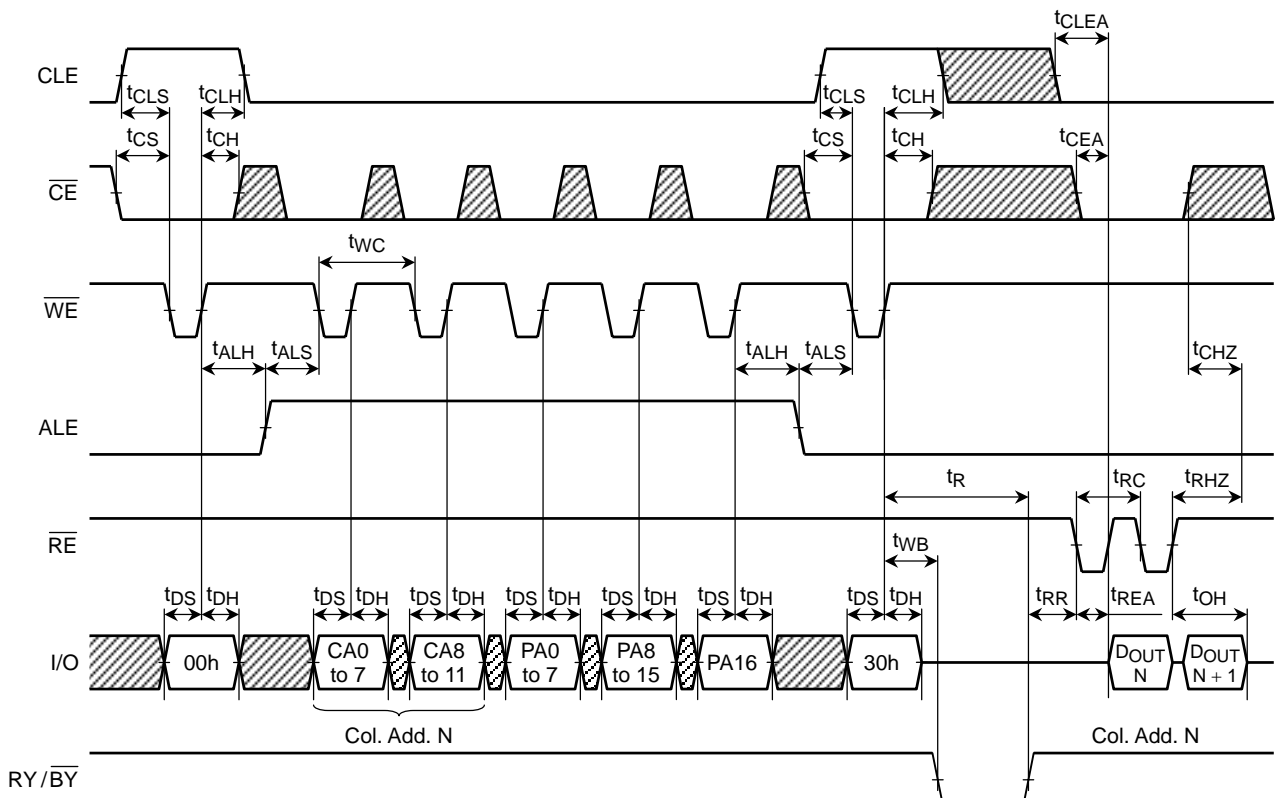 tCLEA
CLE
tCLS tCLH tCLS tCLH
tCS tCH tCS tCH tCEA
CE
tWC
WE
tALH tALS tALH tALS tCHZ
ALE
tR tRC tRHZ
RE
tWB
tDS tDH tDS tDH tDS tDH tDS tDH tDS tDH tDS tDH tDS tDH tRR tREA tOH
I/O 00h CA0 to 7 CA8 to 11 PA0 to 7 PA8 to 15 PA16 30h DOUT N DOUT N + 1
Col. Add. N Col. Add. N
RY/BY